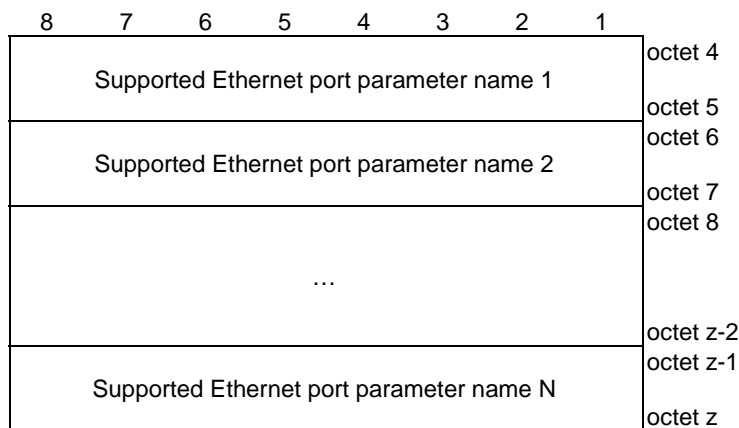 8 7 6 5 4 3 2 1
octet 4
Supported Ethernet port parameter name 1
octet 5
octet 6
Supported Ethernet port parameter name 2
octet 7
octet 8
…
octet z-2
octet z-1
Supported Ethernet port parameter name N
octet z